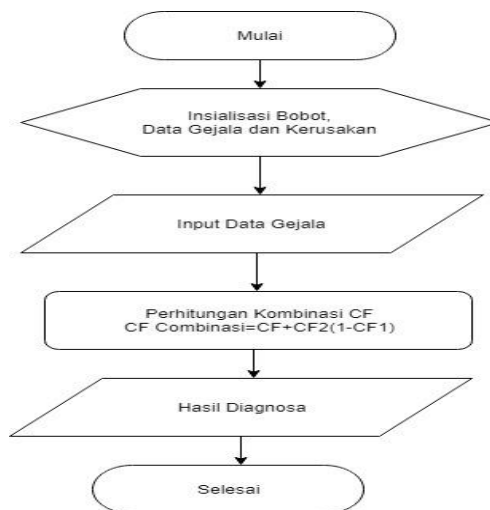 Mulai
Insialisasi Bobot,
Data Gejala dan Kerusakan
Input Data Gejala
Perhitungan Kombinasi CF
CF Combinasi=CF+CF2(1-CF1)
Hasil Diagnosa
Selesai